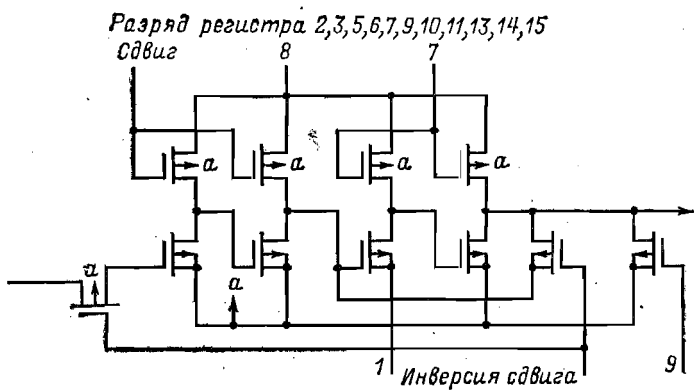 Разряд регистра 2,3,5,6,7,9,10,11,13,14,15
Сдвиг 8 7
а а а а
а а
1 Инверсия сдвига 9